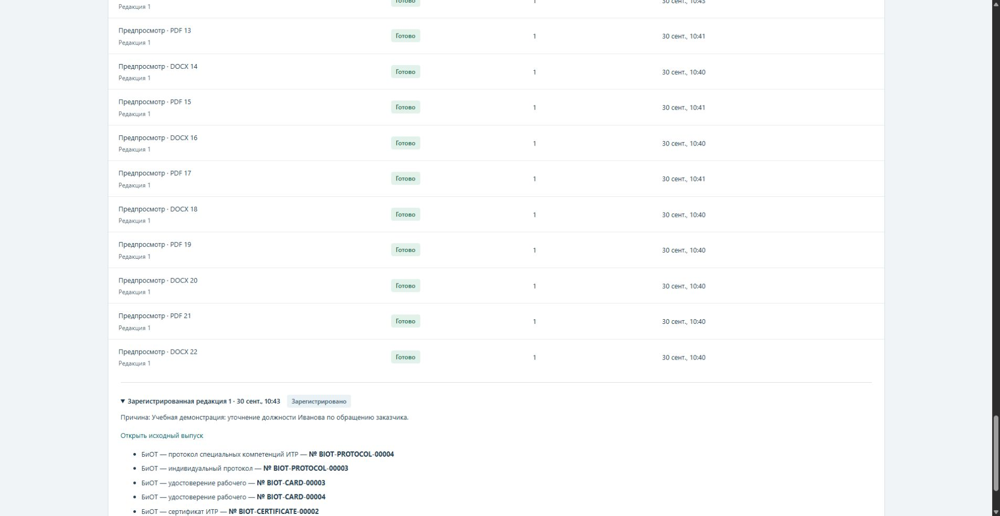 Редакция 1
Готово
1
30 сент., 10:43
Предпросмотр · PDF 13
Редакция 1
Готово
1
30 сент., 10:41
Предпросмотр · DOCX 14
Редакция 1
Готово
1
30 сент., 10:40
Предпросмотр · PDF 15
Редакция 1
Готово
1
30 сент., 10:41
Предпросмотр · DOCX 16
Редакция 1
Готово
1
30 сент., 10:40
Предпросмотр · PDF 17
Редакция 1
Готово
1
30 сент., 10:41
Предпросмотр · DOCX 18
Редакция 1
Готово
1
30 сент., 10:40
Предпросмотр · PDF 19
Редакция 1
Готово
1
30 сент., 10:40
Предпросмотр · DOCX 20
Редакция 1
Готово
1
30 сент., 10:40
Предпросмотр · PDF 21
Редакция 1
Готово
1
30 сент., 10:40
Предпросмотр · DOCX 22
Редакция 1
Готово
1
30 сент., 10:40
Зарегистрированная редакция 1 · 30 сент., 10:43 Зарегистрировано
Причина: Учебная демонстрация: уточнение должности Иванова по обращению заказчика.
Открыть исходный выпуск
• БиОТ — протокол специальных компетенций ИТР — № BIOT-PROTOCOL-00004
• БиОТ — индивидуальный протокол — № BIOT-PROTOCOL-00003
• БиОТ — удостоверение рабочего — № BIOT-CARD-00003
• БиОТ — удостоверение рабочего — № BIOT-CARD-00004
• БиОТ — сертификат ИТР — № BIOT-CERTIFICATE-00002